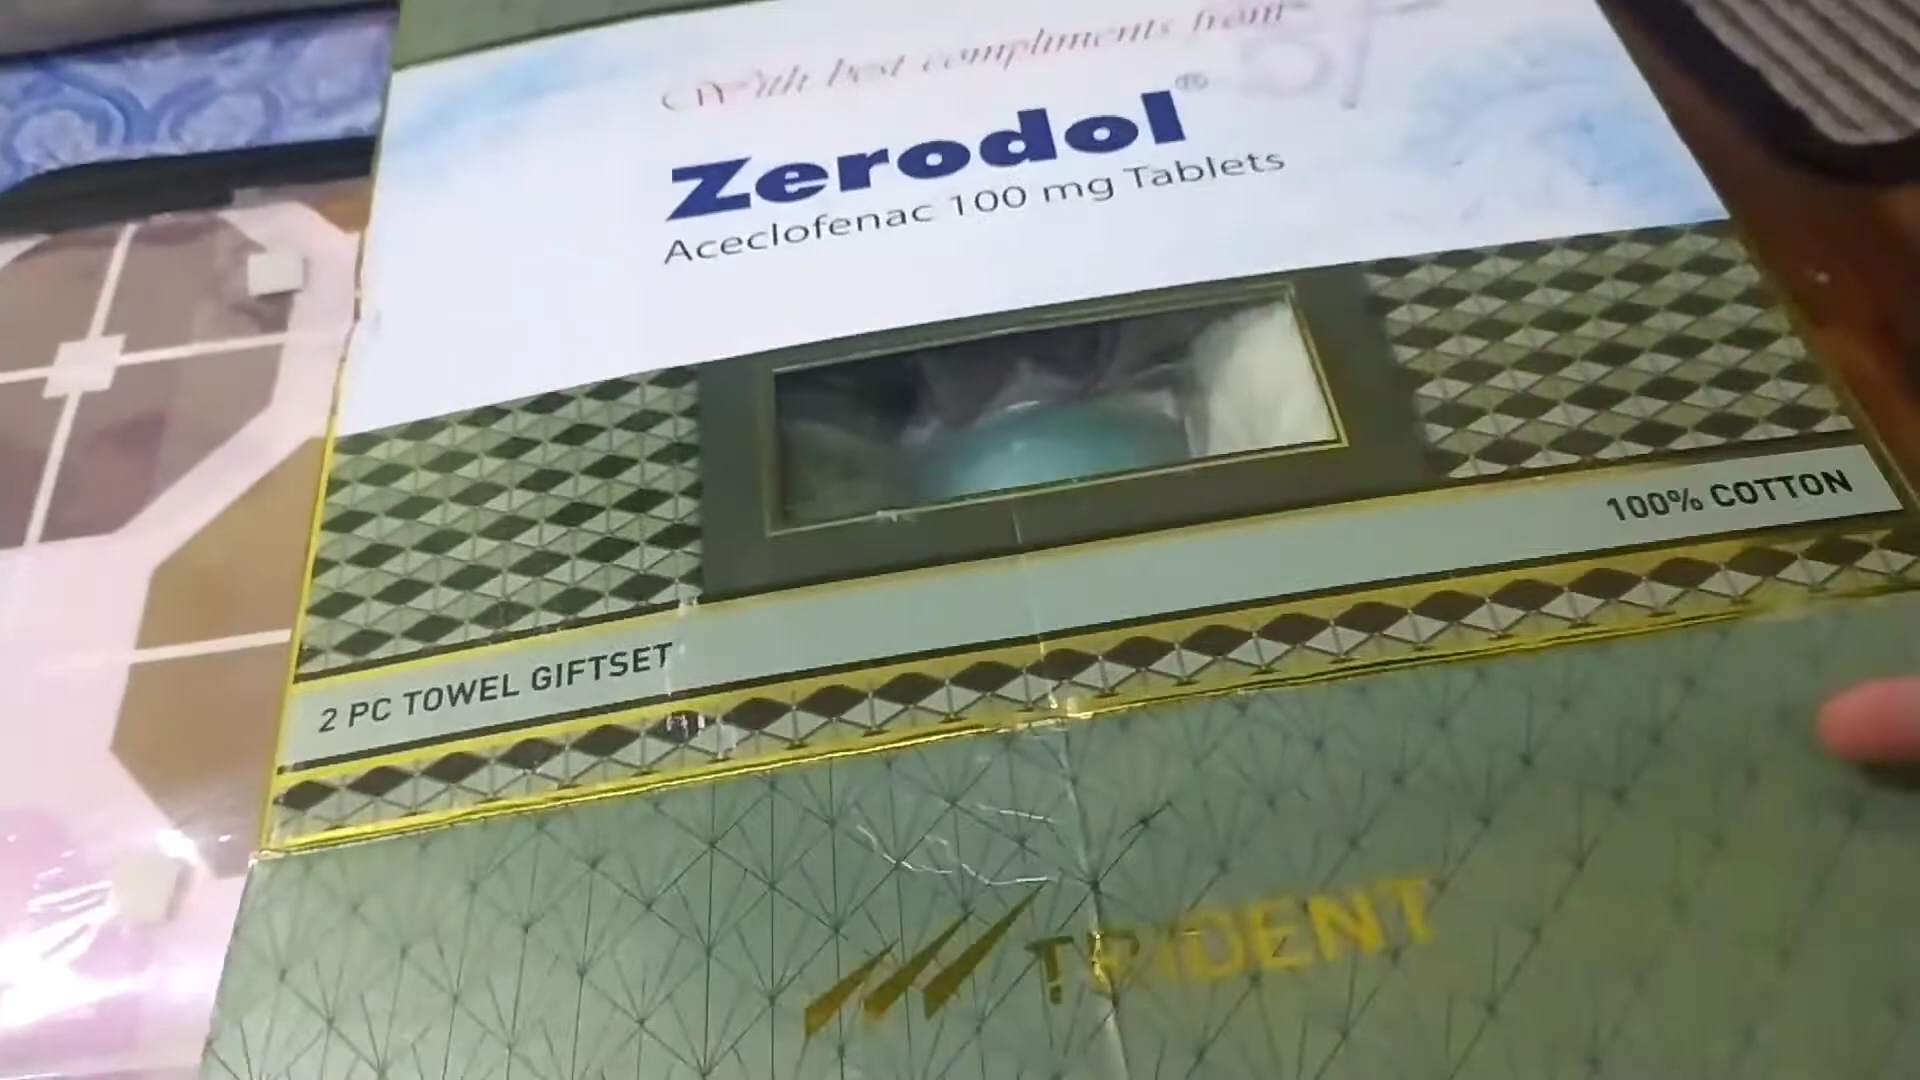 With best compliments from
Zerodol®
Aceclofenac 100 mg Tablets
100% COTTON
2 PC TOWEL GIFTSET
TRIDENT